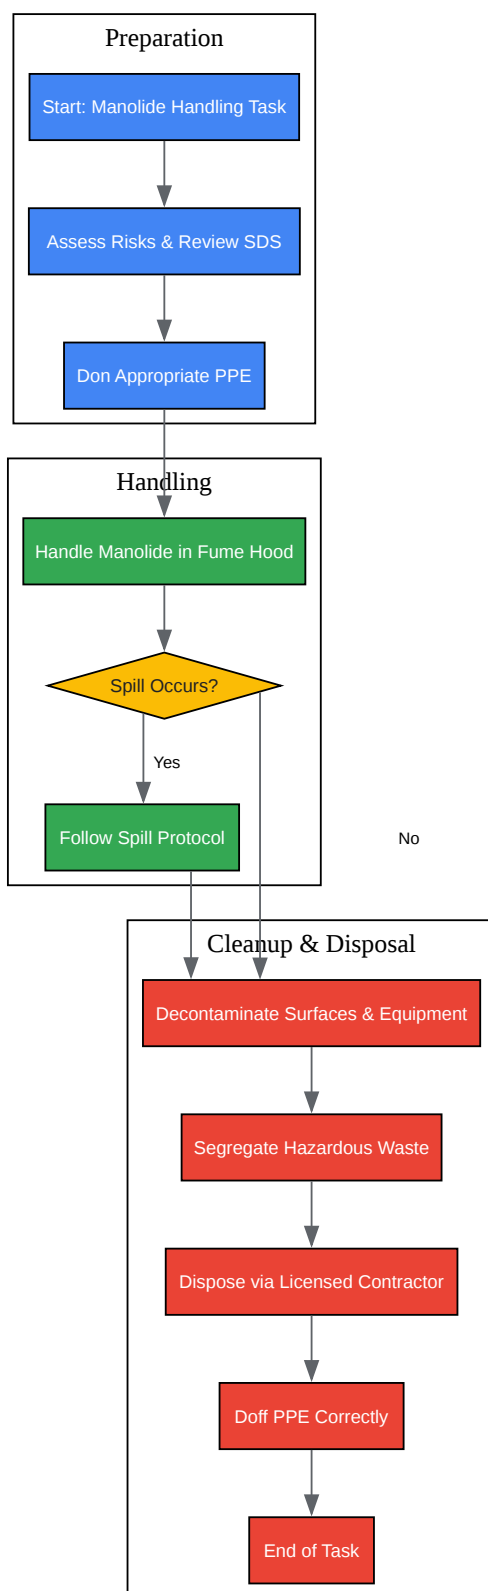 Preparation
Start: Manolide Handling Task
Assess Risks & Review SDS
Don Appropriate PPE
Handling
Handle Manolide in Fume Hood
Spill Occurs?
Yes
Follow Spill Protocol
No
Cleanup & Disposal
Decontaminate Surfaces & Equipment
Segregate Hazardous Waste
Dispose via Licensed Contractor
Doff PPE Correctly
End of Task